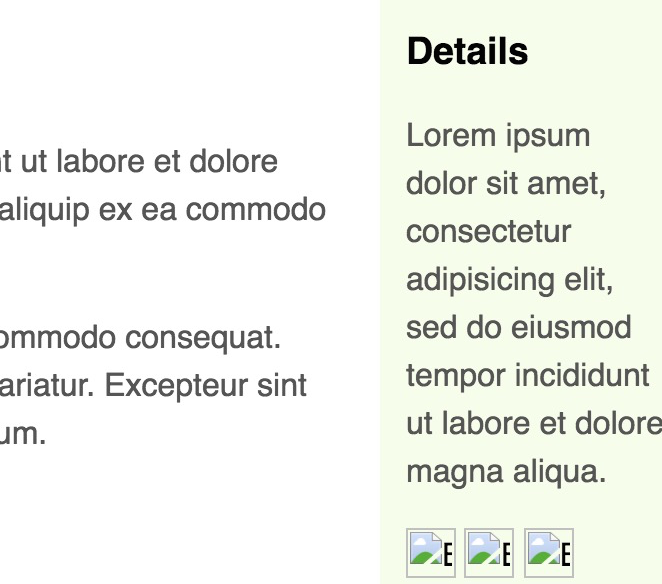 t ut labore et dolore
aliquip ex ea commodo
ommodo consequat.
ariatur. Excepteur sint
um.
Details
Lorem ipsum
dolor sit amet,
consectetur
adipisicing elit,
sed do eiusmod
tempor incididunt
ut labore et dolore
magna aliqua.
E E E